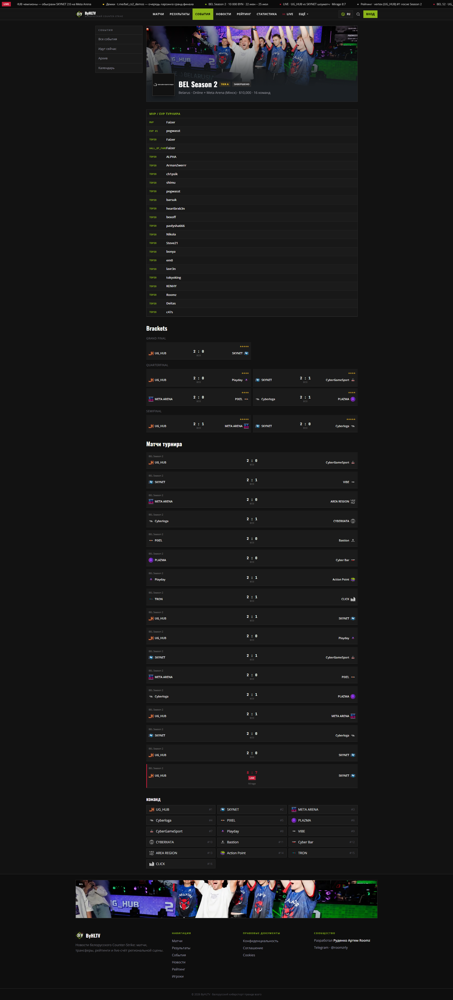 LIVE
HUB чемпионы — обыграли SKYNET 2:0 на Meta Arena
Демки · t.me/bel_cs2_demos — очередь парсинга гранд-финала
BEL Season 2 · 10 000 BYN · 22 июн – 25 июл
LIVE · UG_HUB vs SKYNET шоуматч · Mirage 8:7
Рейтинг · vertex (UG_HUB) #1 после Season 2
BEL S2 · UG_
BY
ByHLTV
БЕЛОРУССКИЙ COUNTER-STRIKE
МАТЧИ
РЕЗУЛЬТАТЫ
СОБЫТИЯ
НОВОСТИ
РЕЙТИНГ
СТАТИСТИКА
LIVE
ЕЩЁ
RU
ВХОД
СОБЫТИЯ
Все события
Идут сейчас
Архив
Календарь
POGWASST
ABANDAS
IG_HUB
BELARUSIA
BEL Season 2
TIER A
ЗАВЕРШЕНО
Belarus · Online + Meta Arena (Мінск) · $10,000 · 16 команд
MVP / EVP ТУРНИРА
MVP Faizer
EVP #1 pogwasst
TOP20 Faizer
HALL_OF_FAME Faizer
TOP20 ALPHA
TOP20 ArmanZwerrr
TOP20 ch1psik
TOP20 shimu
TOP20 pogwasst
TOP20 barsuk
TOP20 heartbrxk3n
TOP20 bexoff
TOP20 pavlysha666
TOP20 Nikola
TOP20 Steve21
TOP20 bonya
TOP20 em0
TOP20 lavr3n
TOP20 tokyoking
TOP20 KENHY
TOP20 Roomz
TOP20 Deitas
TOP20 c47s
Brackets
GRAND FINAL
★★★★★
UG_HUB 2 : 0 SKYNET
BO3
QUARTERFINAL
★★★★
UG_HUB 2 : 0 Playday
BO3
★★★★
SKYNET 2 : 1 CyberGameSport
BO3
★★★★
META ARENA 2 : 0 PIXEL
BO3
★★★★
Cyberloga 2 : 1 PLAZMA
BO3
SEMIFINAL
★★★★★
UG_HUB 2 : 1 META ARENA
BO3
★★★★★
SKYNET 2 : 0 Cyberloga
BO3
Матчи турнира
BEL Season 2
UG_HUB 2 : 0 CyberGameSport
BO3
BEL Season 2
SKYNET 2 : 1 VIBE
BO3
BEL Season 2
META ARENA 2 : 0 AREA REGION
BO3
BEL Season 2
Cyberloga 2 : 1 CYBERXATA
BO3
BEL Season 2
PIXEL 2 : 0 Bastion
BO3
BEL Season 2
PLAZMA 2 : 0 Cyber Bar
BO3
BEL Season 2
Playday 2 : 1 Action Point
BO3
BEL Season 2
TRON 2 : 1 CLICK
BO3
BEL Season 2
UG_HUB 2 : 1 SKYNET
BO3
BEL Season 2
UG_HUB 2 : 0 Playday
BO3
BEL Season 2
SKYNET 2 : 1 CyberGameSport
BO3
BEL Season 2
META ARENA 2 : 0 PIXEL
BO3
BEL Season 2
Cyberloga 2 : 1 PLAZMA
BO3
BEL Season 2
UG_HUB 2 : 1 META ARENA
BO3
BEL Season 2
SKYNET 2 : 0 Cyberloga
BO3
BEL Season 2
UG_HUB 2 : 0 SKYNET
BO3
BEL Season 2
UG_HUB 8 : 7 SKYNET
LIVE
Mirage
команд
UG_HUB #1
SKYNET #2
META ARENA #3
Cyberloga #4
PIXEL #5
PLAZMA #6
CyberGameSport #7
Playday #8
VIBE #9
CYBERXATA #10
Bastion #11
Cyber Bar #12
AREA REGION #13
Action Point #14
TRON #15
CLICK #16
BEL
UG_HUB
BY
ByHLTV
Новости белорусского Counter-Strike: матчи,
трансферы, рейтинги и live-счёт региональной сцены.
НАВИГАЦИЯ
Матчи
Результаты
События
Новости
Рейтинг
Игроки
ПРАВОВЫЕ ДОКУМЕНТЫ
Конфиденциальность
Соглашение
Cookies
СООБЩЕСТВО
Разработал Руденко Артем Roomz
Telegram · @roomzrly
© 2026 ByHLTV · Белорусский киберспорт прежде всего